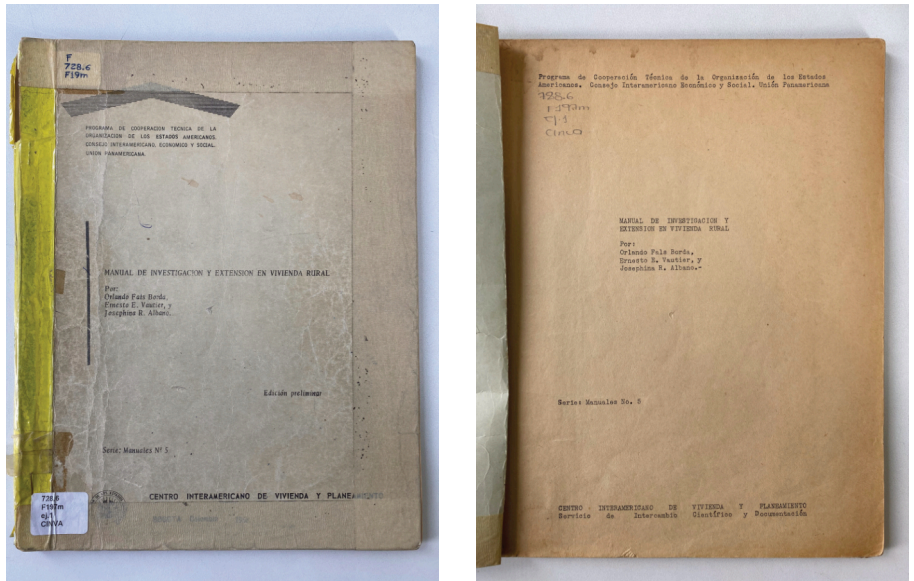 F
728.6
F19m
PROGRAMA DE COOPERACION TECNICA DE LA
ORGANIZACION DE LOS ESTADOS AMERICANOS.
CONSEJO INTERAMERICANO, ECONOMICO Y SOCIAL.
UNION PANAMERICANA.
MANUAL DE INVESTIGACION Y EXTENSION EN VIVIENDA RURAL
Por:
Orlando Fals Borda,
Ernesto E. Vautier, y
Josephina R. Albano.
Edición preliminar
Serie: Manuales Nº 5
CENTRO INTERAMERICANO DE VIVIENDA Y PLANEAMIENTO
728.6
F197m
ej.1
CINVA
Programa de Cooperación Técnica de la Organización de los Estados
Americanos. Consejo Interamericano Económico y Social. Unión Panamericana
728.6
F197m
ej.1
CINVA
MANUAL DE INVESTIGACION Y
EXTENSION EN VIVIENDA RURAL
Por:
Orlando Fals Borda,
Ernesto E. Vautier, y
Josephina R. Albano.-
Serie: Manuales No. 5
CENTRO INTERAMERICANO DE VIVIENDA Y PLANEAMIENTO
Servicio de Intercambio Científico y Documentación